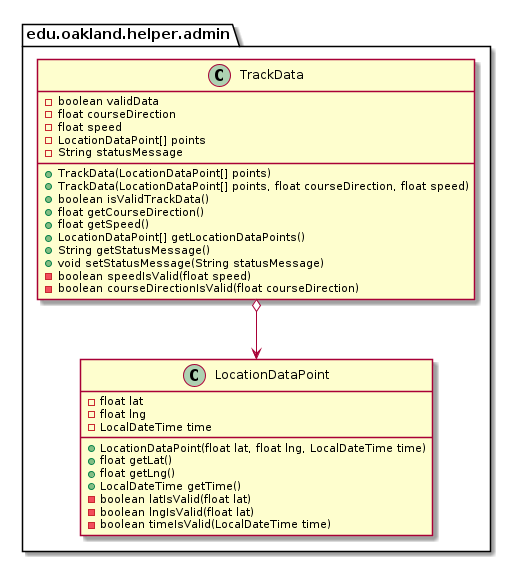 edu.oakland.helper.admin
C TrackData
boolean validData
float courseDirection
float speed
LocationDataPoint[] points
String statusMessage
TrackData(LocationDataPoint[] points)
TrackData(LocationDataPoint[] points, float courseDirection, float speed)
boolean isValidTrackData()
float getCourseDirection()
float getSpeed()
LocationDataPoint[] getLocationDataPoints()
String getStatusMessage()
void setStatusMessage(String statusMessage)
boolean speedIsValid(float speed)
boolean courseDirectionIsValid(float courseDirection)
C LocationDataPoint
float lat
float lng
LocalDateTime time
LocationDataPoint(float lat, float lng, LocalDateTime time)
float getLat()
float getLng()
LocalDateTime getTime()
boolean latIsValid(float lat)
boolean lngIsValid(float lat)
boolean timeIsValid(LocalDateTime time)